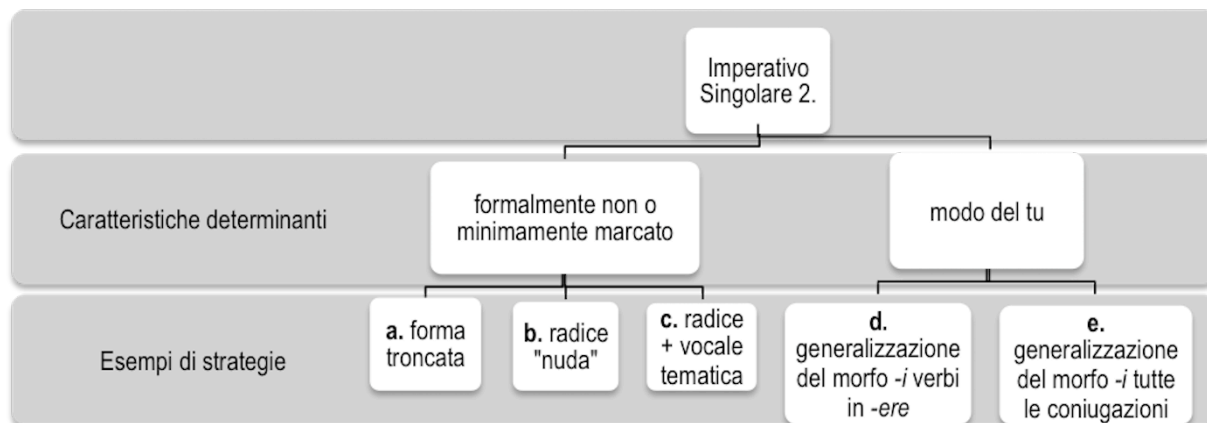 Imperativo
Singolare 2.
Caratteristiche determinanti
formalmente non o
minimamente marcato
modo del tu
Esempi di strategie
a. forma
troncata
b. radice
"nuda"
c. radice
+ vocale
tematica
d.
generalizzazione
del morfo -i verbi
in -ere
e.
generalizzazione
del morfo -i tutte
le coniugazioni